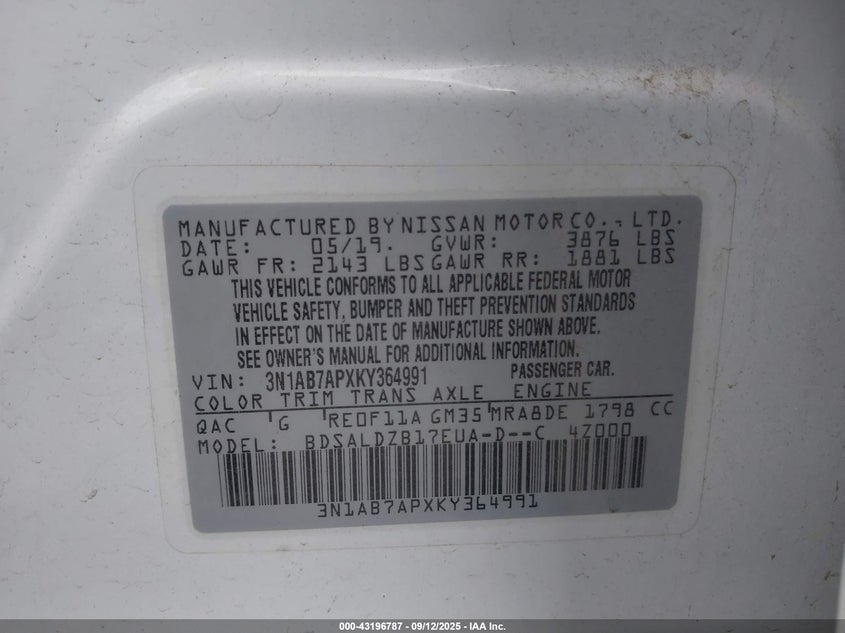 MANUFACTURED BY NISSAN MOTOR CO., LTD.
DATE: 05/19. GVWR: 3876 LBS
GAWR FR: 2143 LBS GAWR RR: 1881 LBS
THIS VEHICLE CONFORMS TO ALL APPLICABLE FEDERAL MOTOR
VEHICLE SAFETY, BUMPER AND THEFT PREVENTION STANDARDS
IN EFFECT ON THE DATE OF MANUFACTURE SHOWN ABOVE.
SEE OWNER'S MANUAL FOR ADDITIONAL INFORMATION.
VIN: 3N1AB7APXKY364991 PASSENGER CAR.
COLOR TRIM TRANS AXLE ENGINE
QAC G RE0F11A GM35 MRA8DE 1798 CC
MODEL: BDSALDZB17EUA-D--C 4Z000
3N1AB7APXKY364991
000-43196787 - 09/12/2025 - IAA Inc.